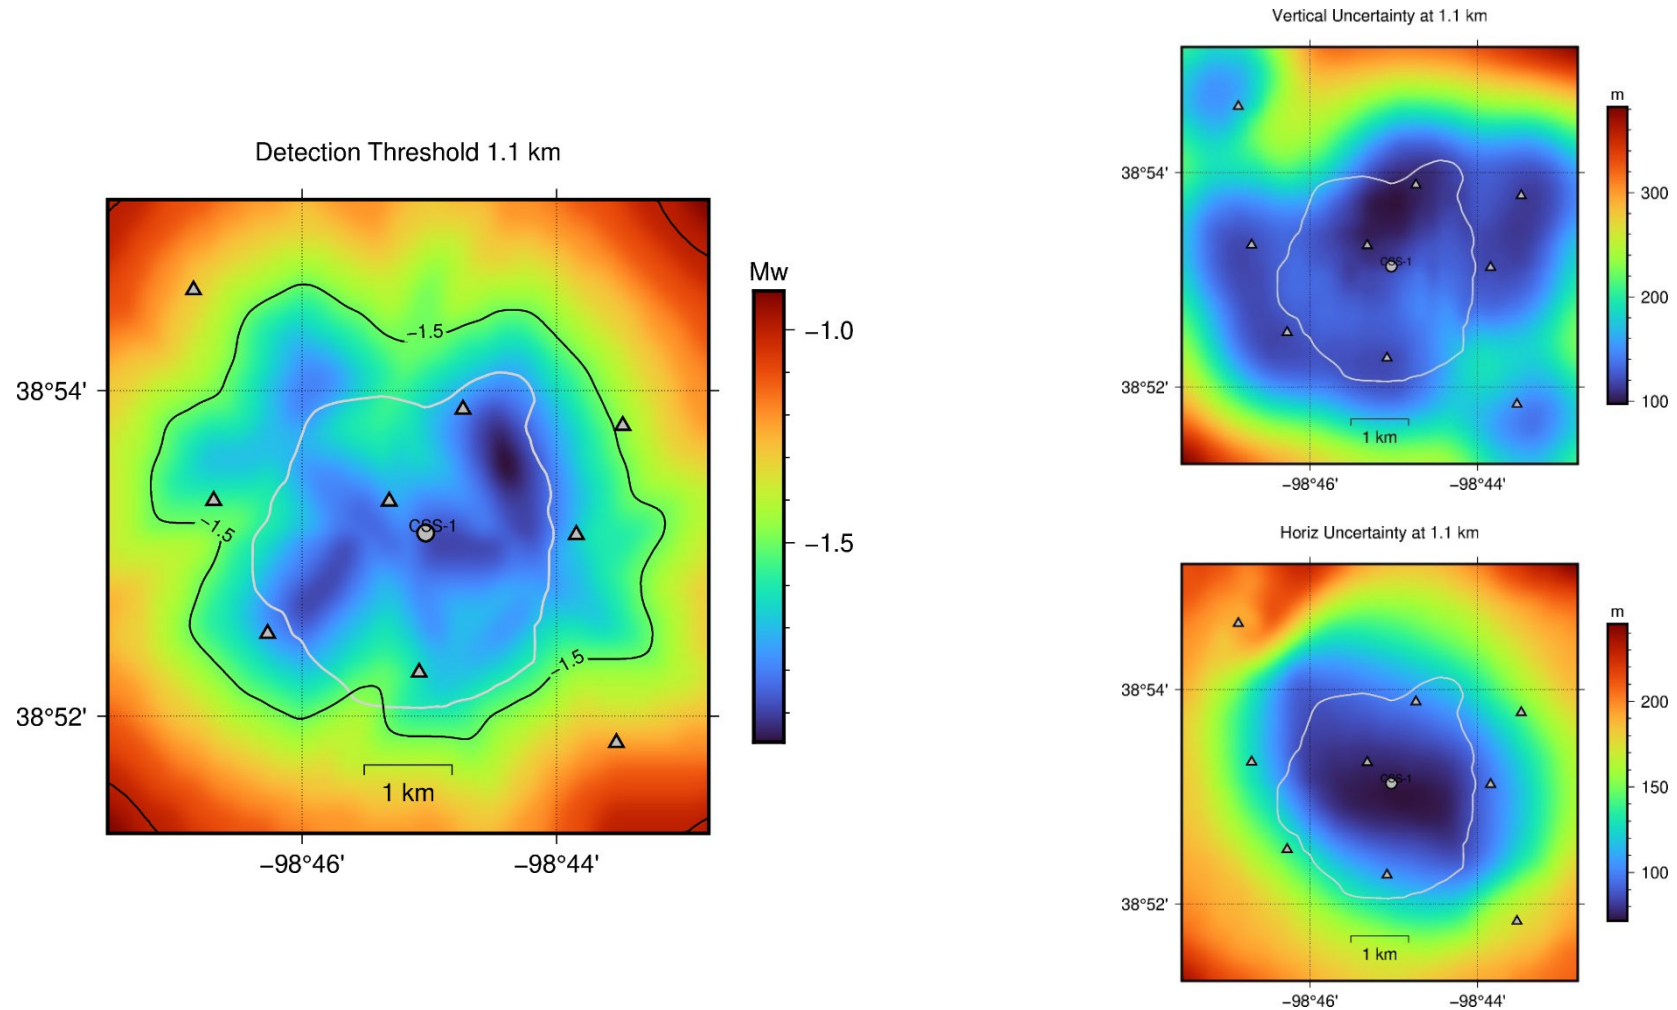 Detection Threshold 1.1 km
38°54'
38°52'
−98°46'
−98°44'
−1.5
−1.5
−1.5
CSS-1
1 km
Mw
−1.0
−1.5
Vertical Uncertainty at 1.1 km
38°54'
38°52'
−98°46'
−98°44'
CSS-1
1 km
m
300
200
100
Horiz Uncertainty at 1.1 km
38°54'
38°52'
−98°46'
−98°44'
CSS-1
1 km
m
200
150
100